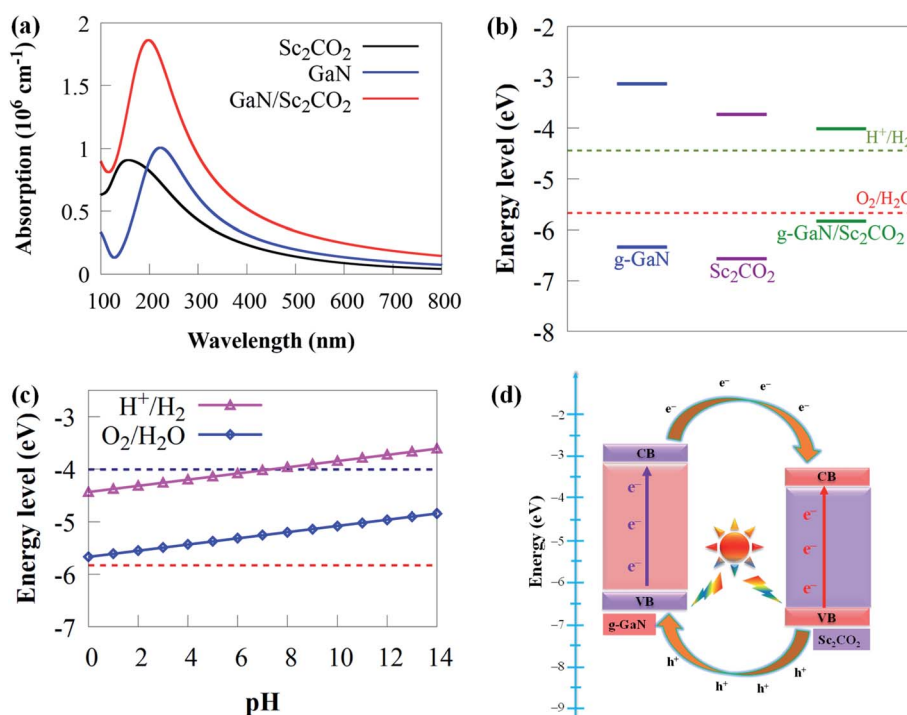 (a)
2
1.5
1
0.5
0
Absorption (10⁶ cm⁻¹)
Sc₂CO₂
GaN
GaN/Sc₂CO₂
100 200 300 400 500 600 700 800
Wavelength (nm)
(b)
-2
-3
-4
-5
-6
-7
-8
Energy level (eV)
H⁺/H₂
O₂/H₂O
g-GaN/Sc₂CO₂
g-GaN
Sc₂CO₂
(c)
-3
-4
-5
-6
-7
Energy level (eV)
H⁺/H₂
O₂/H₂O
0 2 4 6 8 10 12 14
pH
(d)
-2
-3
-4
-5
-6
-7
-8
-9
Energy (eV)
e⁻ e⁻ e⁻ e⁻
CB
e⁻
e⁻
e⁻
VB
g-GaN
CB
e⁻
e⁻
e⁻
VB
Sc₂CO₂
h⁺ h⁺ h⁺ h⁺